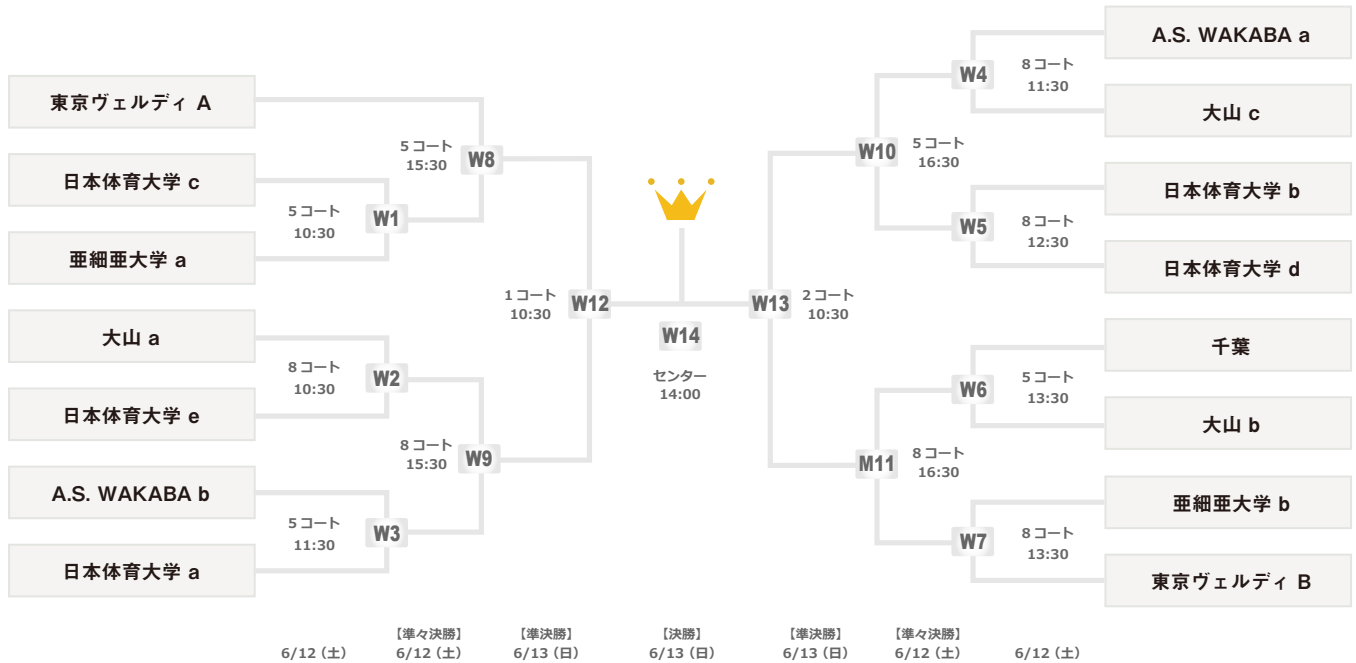 東京ヴェルディ A
日本体育大学 c
亜細亜大学 a
大山 a
日本体育大学 e
A.S. WAKABA b
日本体育大学 a
5コート
10:30
W1
8コート
10:30
W2
5コート
11:30
W3
5コート
15:30
W8
8コート
15:30
W9
1コート
10:30
W12
W14
センター
14:00
W13
2コート
10:30
W10
5コート
16:30
M11
8コート
16:30
W4
8コート
11:30
W5
8コート
12:30
W6
5コート
13:30
W7
8コート
13:30
A.S. WAKABA a
大山 c
日本体育大学 b
日本体育大学 d
千葉
大山 b
亜細亜大学 b
東京ヴェルディ B
6/12（土）
【準々決勝】
6/12（土）
【準決勝】
6/13（日）
【決勝】
6/13（日）
【準決勝】
6/13（日）
【準々決勝】
6/12（土）
6/12（土）